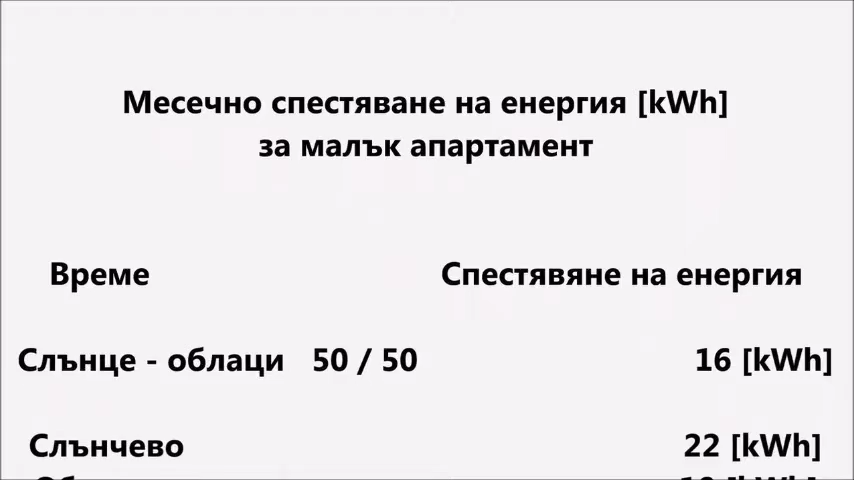 Месечно спестяване на енергия [kWh]
за малък апартамент
Време Спестявяне на енергия
Слънце - облаци 50 / 50 16 [kWh]
Слънчево 22 [kWh]